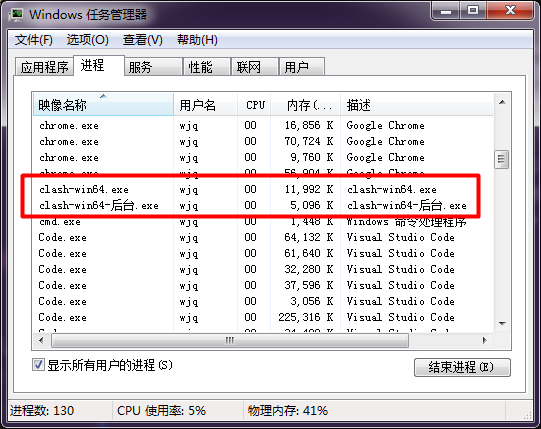 Windows 任务管理器
文件(F) 选项(O) 查看(V) 帮助(H)
应用程序 进程 服务 性能 联网 用户
映像名称 用户名 CPU 内存(... 描述
chrome.exe wjq 00 16,856 K Google Chrome
chrome.exe wjq 00 70,724 K Google Chrome
chrome.exe wjq 00 9,760 K Google Chrome
chrome.exe wjq 00 56,904 K Google Chrome
clash-win64.exe wjq 00 11,992 K clash-win64.exe
clash-win64-后台.exe wjq 00 5,096 K clash-win64-后台.exe
cmd.exe wjq 00 1,448 K Windows 命令处理程序
Code.exe wjq 00 64,132 K Visual Studio Code
Code.exe wjq 00 61,640 K Visual Studio Code
Code.exe wjq 00 32,280 K Visual Studio Code
Code.exe wjq 00 37,596 K Visual Studio Code
Code.exe wjq 00 3,056 K Visual Studio Code
Code.exe wjq 00 225,316 K Visual Studio Code
Code.exe wjq 00 Visual Studio Code
显示所有用户的进程(S) 结束进程(E)
进程数: 130 CPU 使用率: 5% 物理内存: 41%